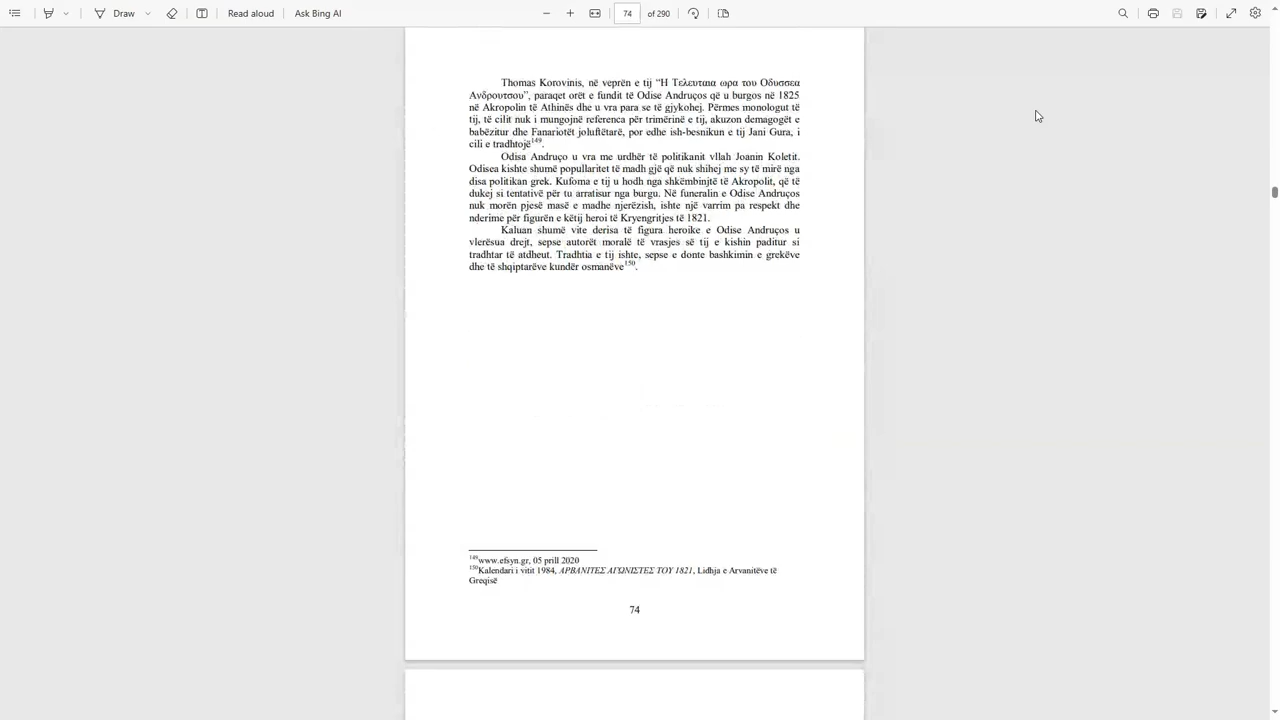 Draw
Read aloud
Ask Bing AI
74
of 290
Thomas Korovinis, në veprën e tij “Η Τελευταια ωρα του Οδυσσεα
Ανδρουτσου”, paraqet orët e fundit të Odise Andruços që u burgos në 1825
në Akropolin të Athinës dhe u vra para se të gjykohej. Përmes monologut të
tij, të cilit nuk i mungojnë referenca për trimërinë e tij, akuzon demagogët e
babëzitur dhe Fanariotët joluftëtarë, por edhe ish-besnikun e tij Jani Gura, i
cili e tradhtojë149.
Odisa Andruço u vra me urdhër të politikanit vllah Joanin Koletit.
Odisea kishte shumë popullaritet të madh gjë që nuk shihej me sy të mirë nga
disa politikan grek. Kufoma e tij u hodh nga shkëmbinjtë të Akropolit, që të
dukej si tentativë për tu arratisur nga burgu. Në funeralin e Odise Andruços
nuk morën pjesë masë e madhe njerëzish, ishte një varrim pa respekt dhe
nderime për figurën e këtij heroi të Kryengritjes të 1821.
Kaluan shumë vite derisa të figura heroike e Odise Andruços u
vlerësua drejt, sepse autorët moralë të vrasjes së tij e kishin paditur si
tradhtar të atdheut. Tradhtia e tij ishte, sepse e donte bashkimin e grekëve
dhe të shqiptarëve kundër osmanëve150.
149www.efsyn.gr, 05 prill 2020
150Kalendari i vitit 1984, ΑΡΒΑΝΙΤΕΣ ΑΓΩΝΙΣΤΕΣ ΤΟΥ 1821, Lidhja e Arvanitëve të
Greqisë
74